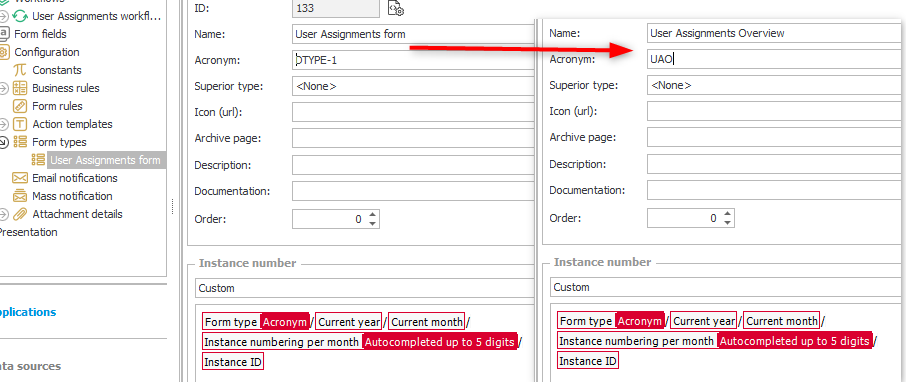 Workflows
User Assignments workfl...
Form fields
Configuration
Constants
Business rules
Form rules
Action templates
Form types
User Assignments form
Email notifications
Mass notification
Attachment details
Presentation
pplications
ata sources
ID: 133
Name: User Assignments form
Acronym: DTYPE-1
Superior type: <None>
Icon (url):
Archive page:
Description:
Documentation:
Order: 0
Instance number
Custom
Form type Acronym / Current year / Current month /
Instance numbering per month Autocompleted up to 5 digits /
Instance ID
Name: User Assignments Overview
Acronym: UAO
Superior type: <None>
Icon (url):
Archive page:
Description:
Documentation:
Order: 0
Instance number
Custom
Form type Acronym / Current year / Current month /
Instance numbering per month Autocompleted up to 5 digits /
Instance ID